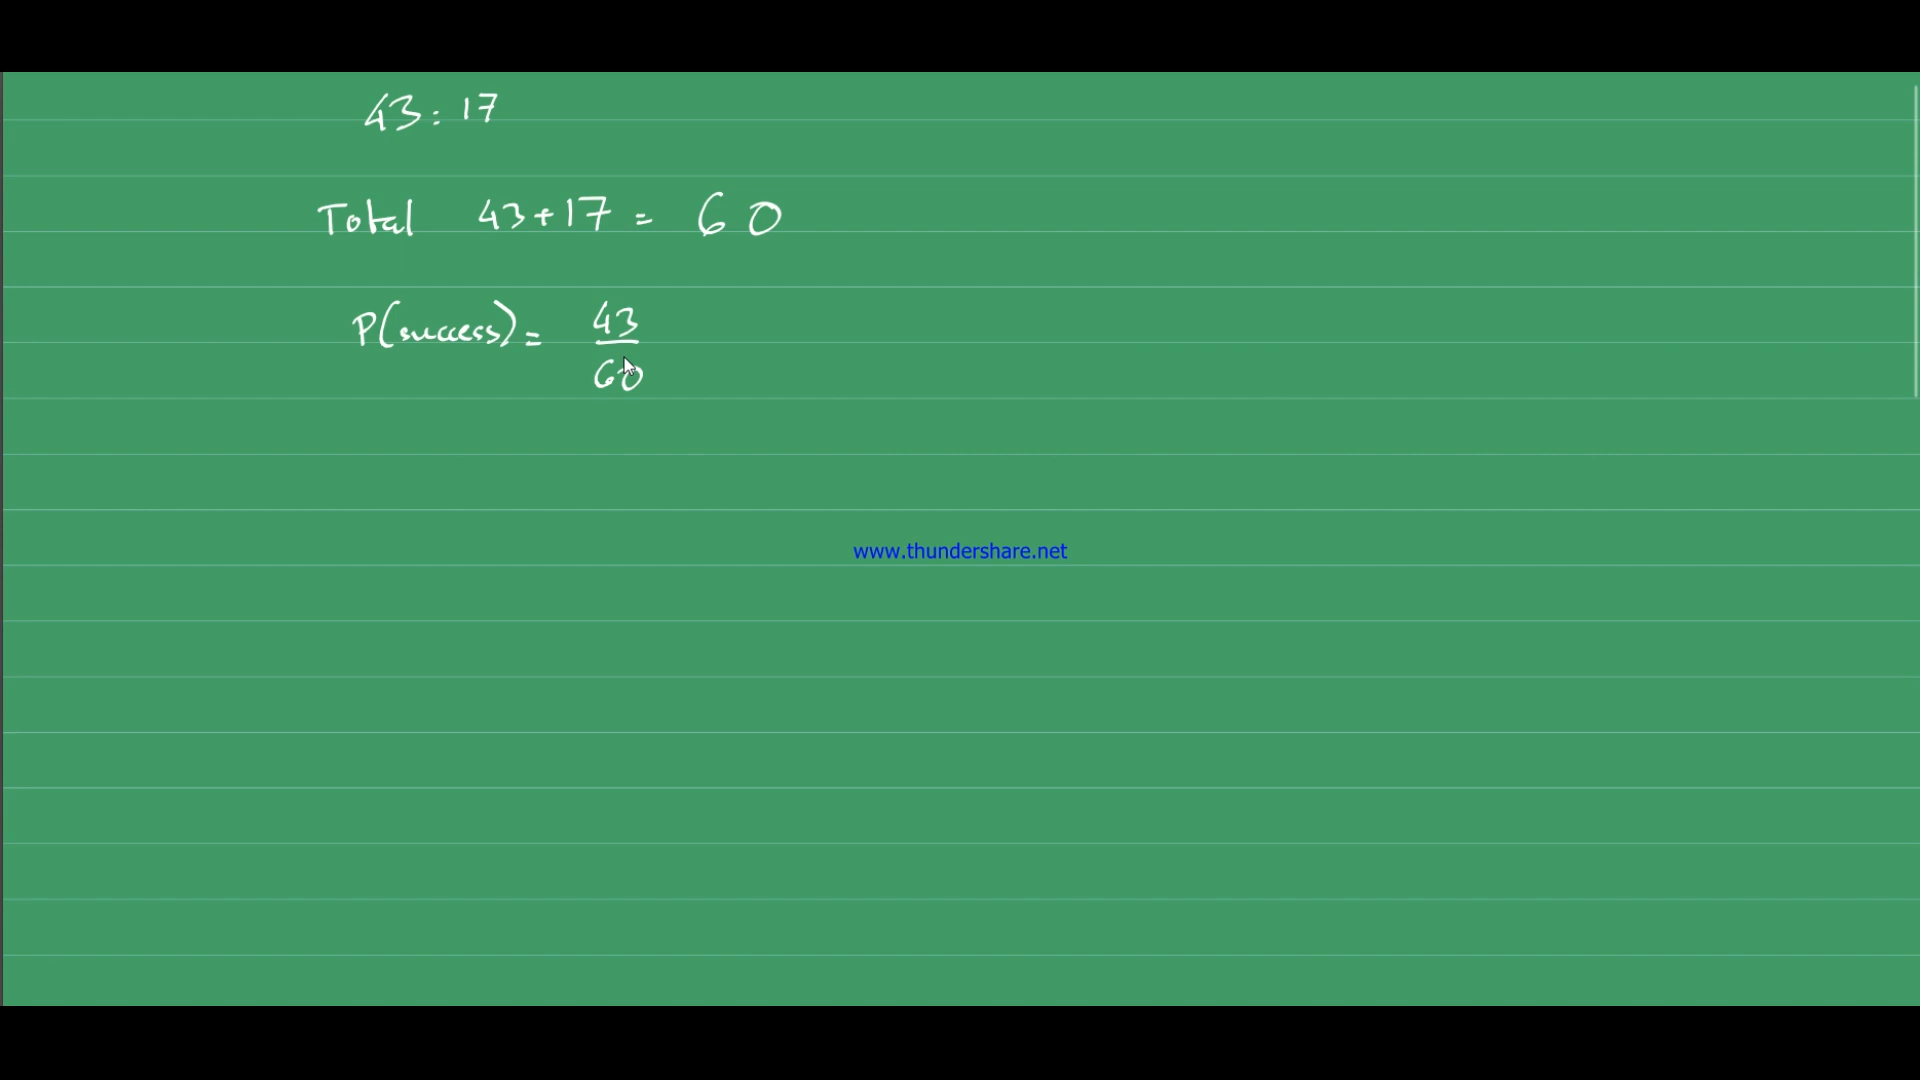 43 : 17
Total 43 + 17 = 60
P(success) = 43/60
www.thundershare.net